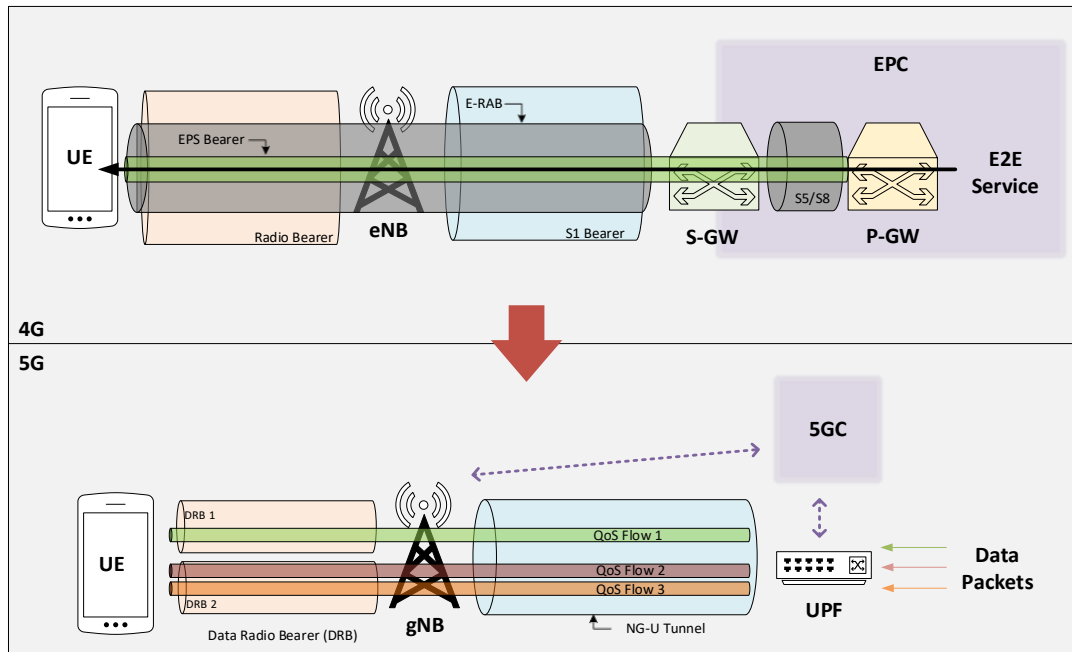 EPC
E-RAB
EPS Bearer
UE
E2E
Service
S5/S8
Radio Bearer
eNB
S1 Bearer
S-GW
P-GW
4G
5G
5GC
DRB 1
QoS Flow 1
UE
QoS Flow 2
QoS Flow 3
DRB 2
Data
Packets
UPF
gNB
Data Radio Bearer (DRB)
NG-U Tunnel